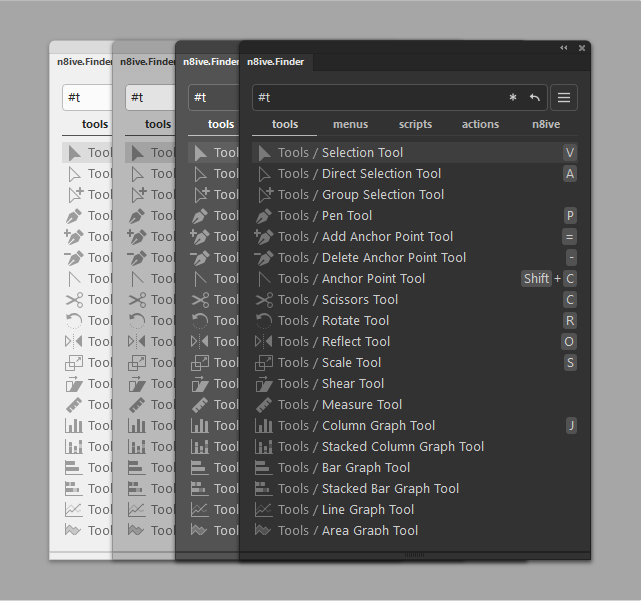 n8ive.Finder n8ive.Finder n8ive.Finder n8ive.Finder
#t #t #t #t
tools tools tools tools menus scripts actions n8ive
Tool Tool Tool Tools / Selection Tool V
Tool Tool Tool Tools / Direct Selection Tool A
Tool Tool Tool Tools / Group Selection Tool
Tool Tool Tool Tools / Pen Tool P
Tool Tool Tool Tools / Add Anchor Point Tool =
Tool Tool Tool Tools / Delete Anchor Point Tool -
Tool Tool Tool Tools / Anchor Point Tool Shift + C
Tool Tool Tool Tools / Scissors Tool C
Tool Tool Tool Tools / Rotate Tool R
Tool Tool Tool Tools / Reflect Tool O
Tool Tool Tool Tools / Scale Tool S
Tool Tool Tool Tools / Shear Tool
Tool Tool Tool Tools / Measure Tool
Tool Tool Tool Tools / Column Graph Tool J
Tool Tool Tool Tools / Stacked Column Graph Tool
Tool Tool Tool Tools / Bar Graph Tool
Tool Tool Tool Tools / Stacked Bar Graph Tool
Tool Tool Tool Tools / Line Graph Tool
Tool Tool Tool Tools / Area Graph Tool